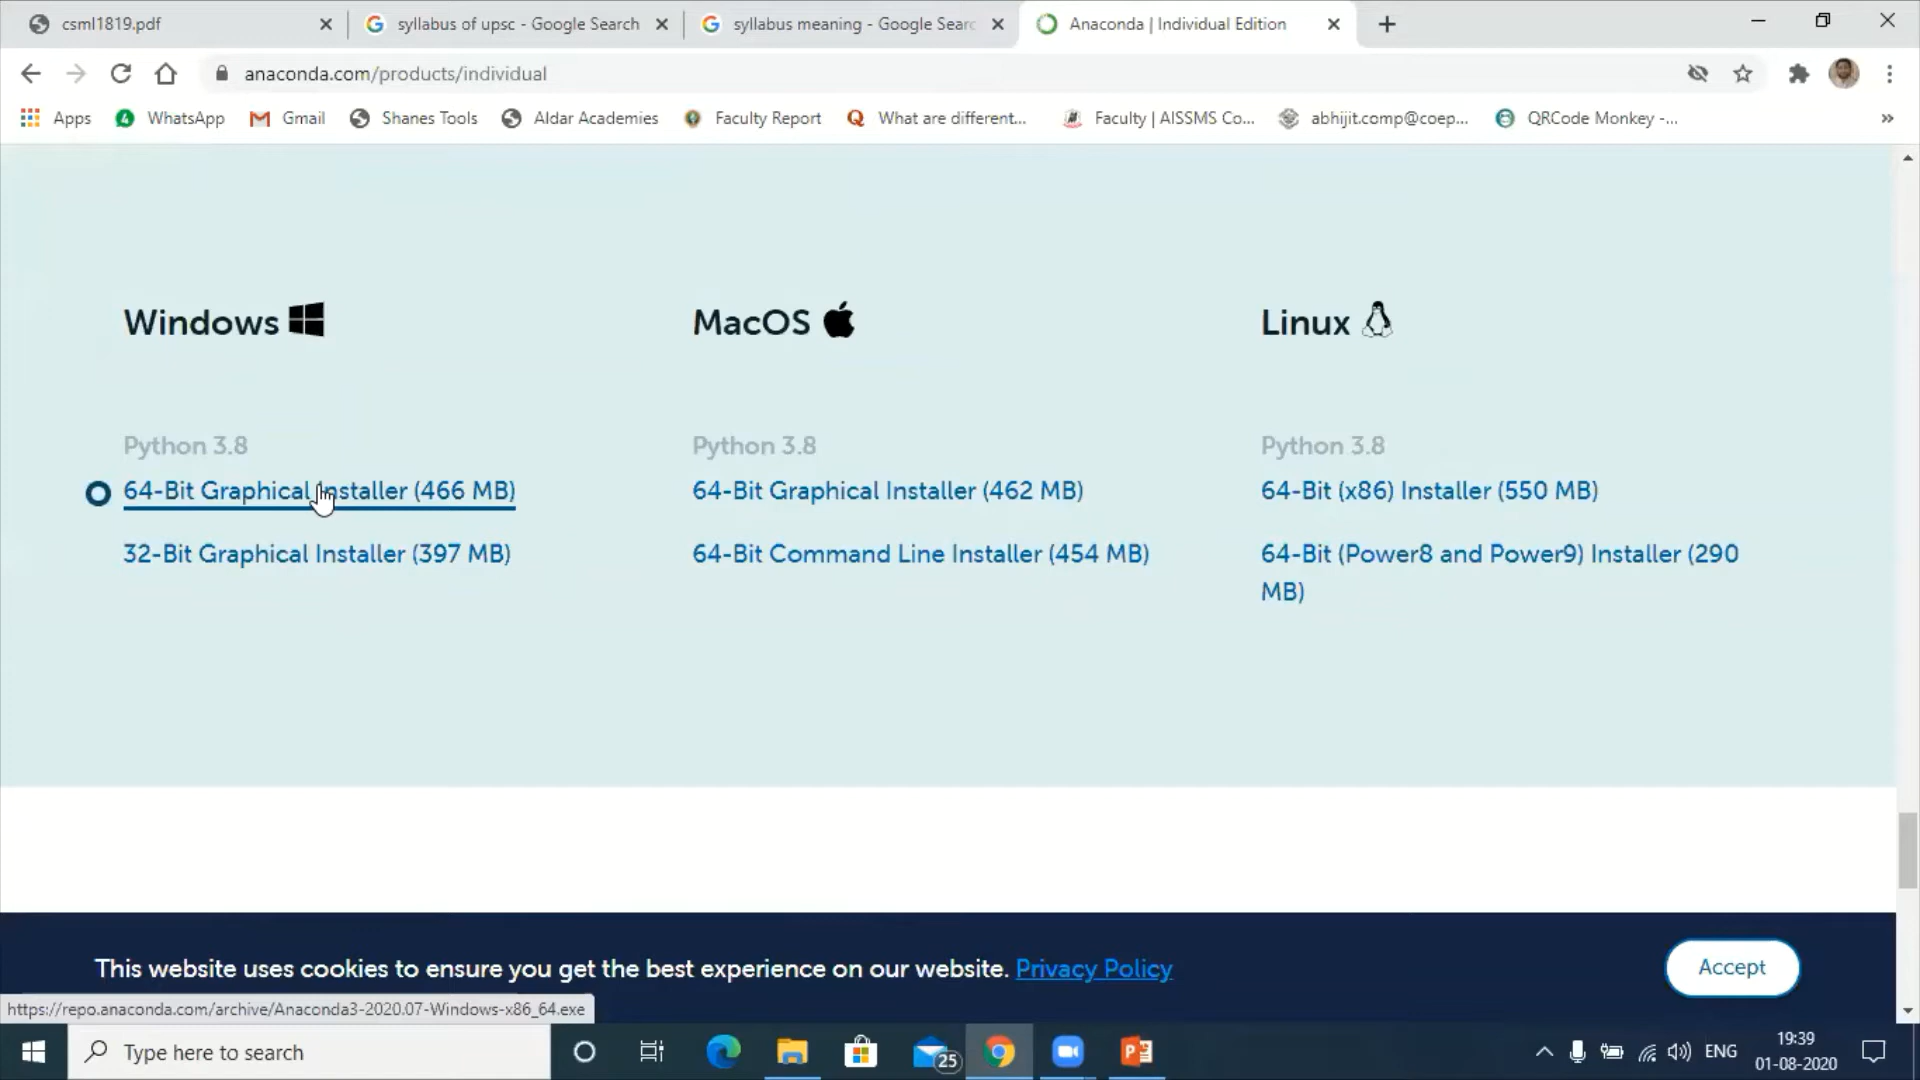 csml1819.pdf
syllabus of upsc - Google Search
syllabus meaning - Google Searc
Anaconda | Individual Edition
anaconda.com/products/individual
Apps
WhatsApp
Gmail
Shanes Tools
Aldar Academies
Faculty Report
What are different...
Faculty | AISSMS Co...
abhijit.comp@coep...
QRCode Monkey -...
Windows
MacOS
Linux
Python 3.8
Python 3.8
Python 3.8
64-Bit Graphical Installer (466 MB)
64-Bit Graphical Installer (462 MB)
64-Bit (x86) Installer (550 MB)
32-Bit Graphical Installer (397 MB)
64-Bit Command Line Installer (454 MB)
64-Bit (Power8 and Power9) Installer (290
MB)
This website uses cookies to ensure you get the best experience on our website. Privacy Policy
Accept
https://repo.anaconda.com/archive/Anaconda3-2020.07-Windows-x86_64.exe
Type here to search
25
ENG
19:39
01-08-2020